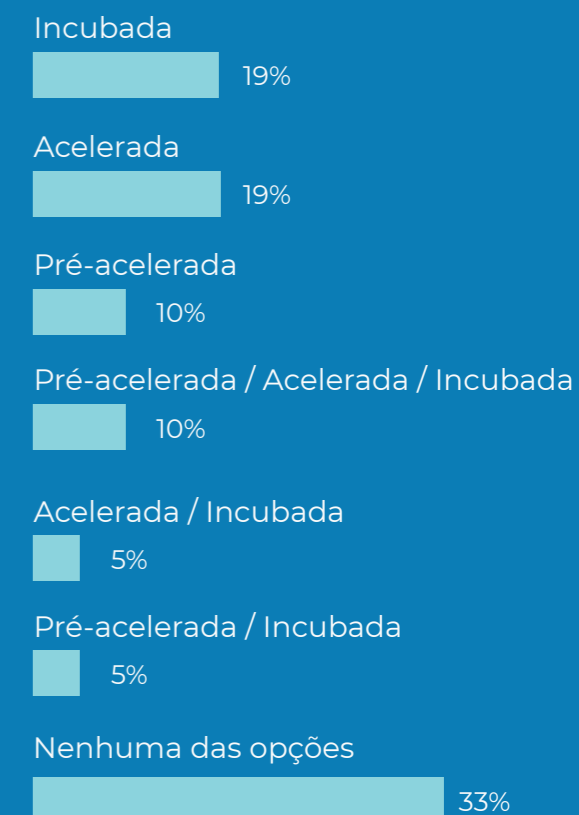 Incubada
19%
Acelerada
19%
Pré-acelerada
10%
Pré-acelerada / Acelerada / Incubada
10%
Acelerada / Incubada
5%
Pré-acelerada / Incubada
5%
Nenhuma das opções
33%